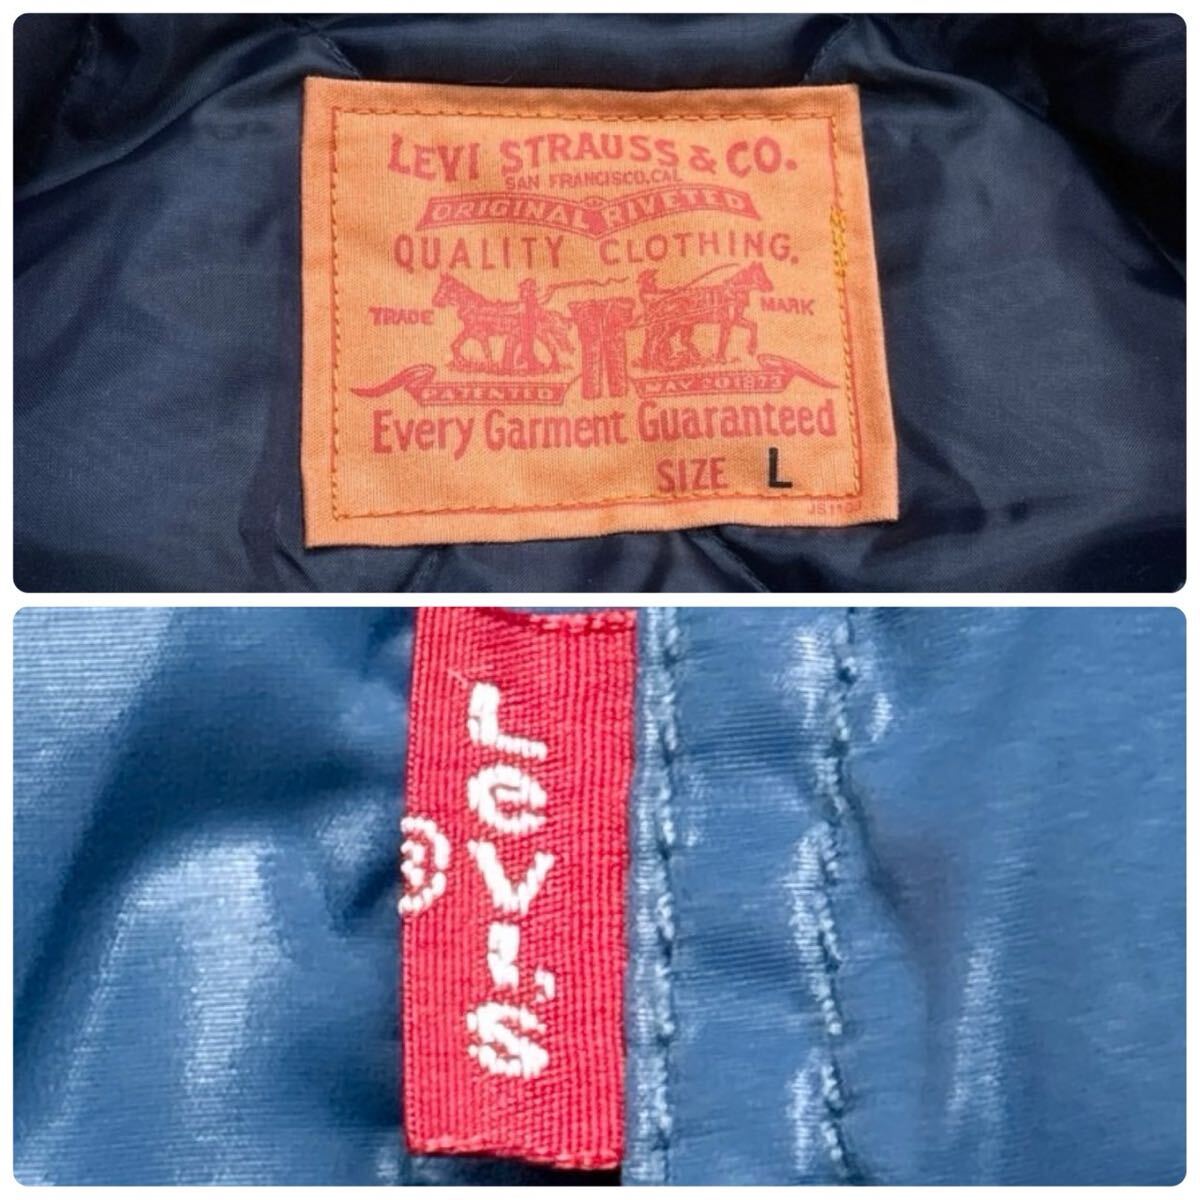 LEVI STRAUSS & CO.
SAN FRANCISCO, CAL.
ORIGINAL RIVETED
QUALITY CLOTHING.
TRADE MARK
PATENTED MAY 20 1873
Every Garment Guaranteed
SIZE L
LeVI'S
®